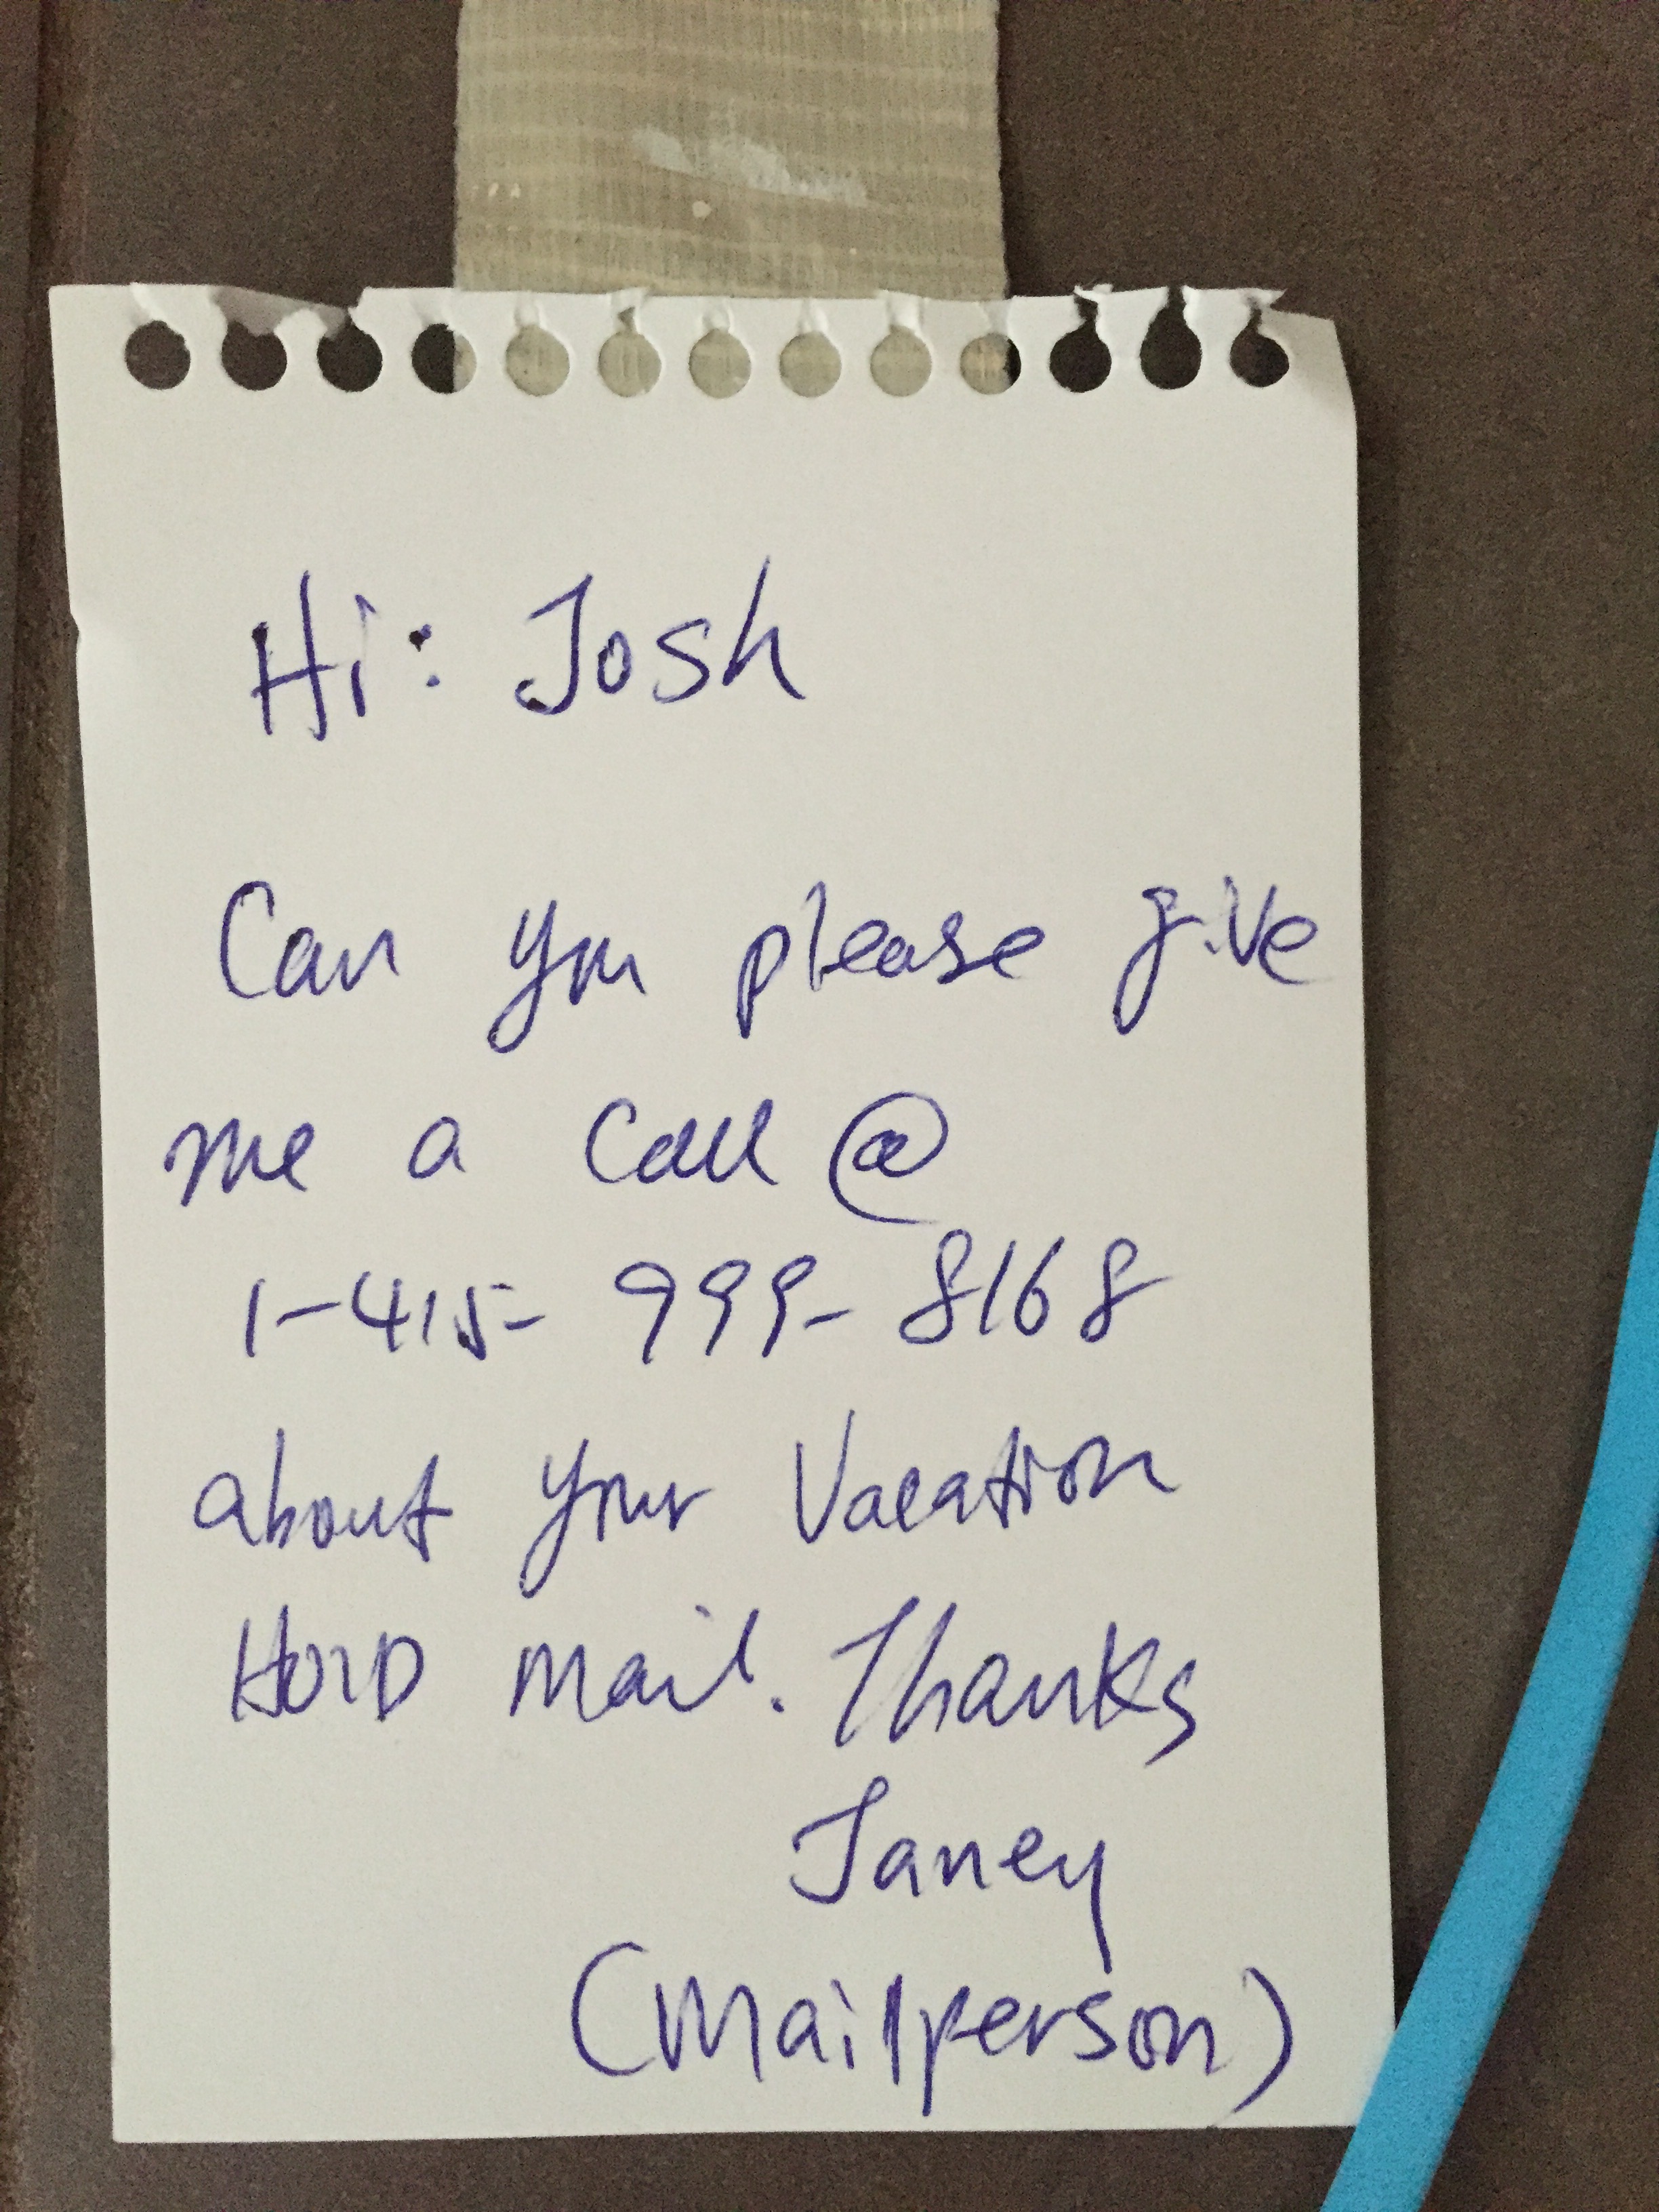 Hi: Josh
Can you please give
me a call @
1-415-999-8168
about your Vacation
HOlD mail. Thanks
Janey
(Mailperson)